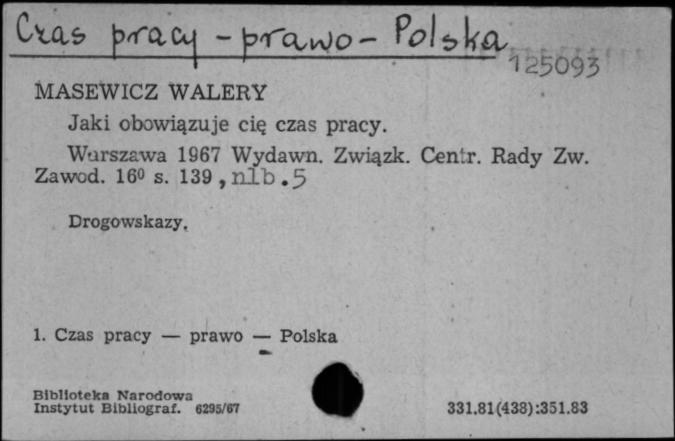 Czas pracy - prawo - Polska
125093
MASEWICZ WALERY
Jaki obowiązuje cię czas pracy.
Warszawa 1967 Wydawn. Związk. Centr. Rady Zw.
Zawod. 16⁰ s. 139, nlb. 5
Drogowskazy.
1. Czas pracy — prawo — Polska
Biblioteka Narodowa
Instytut Bibliograf. 6295/67
331.81(438):351.83